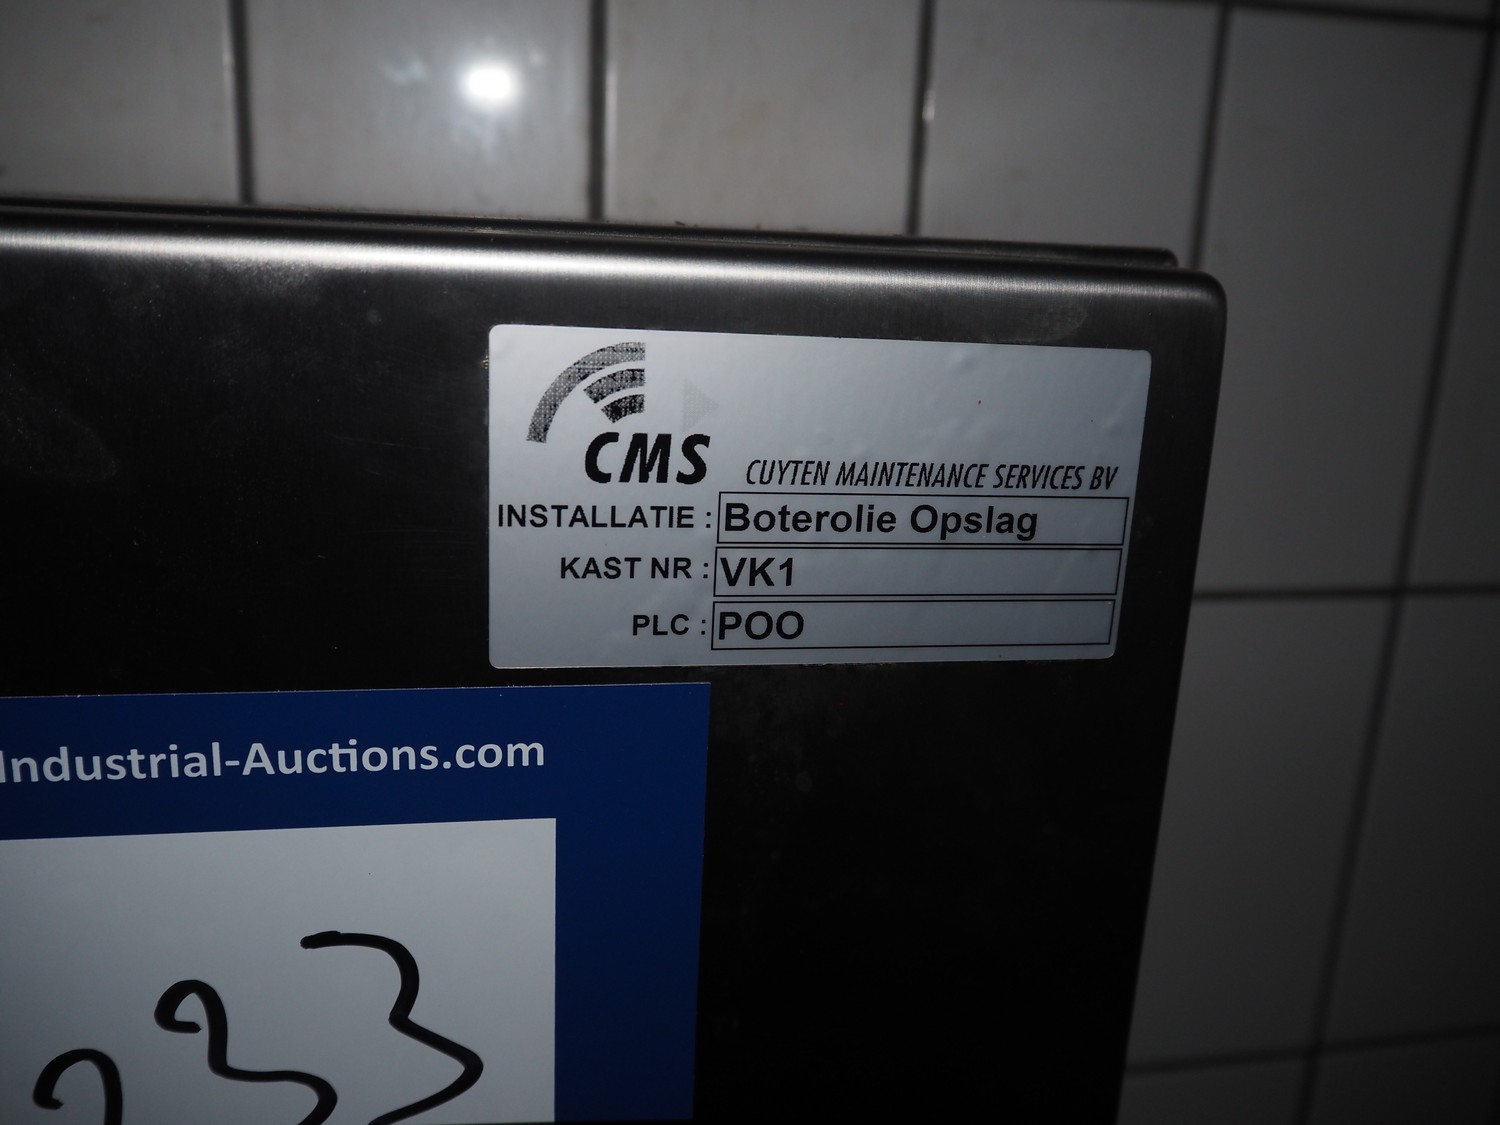 CMS
CUYTEN MAINTENANCE SERVICES BV
INSTALLATIE : Boterolie Opslag
KAST NR : VK1
PLC : POO
Industrial-Auctions.com